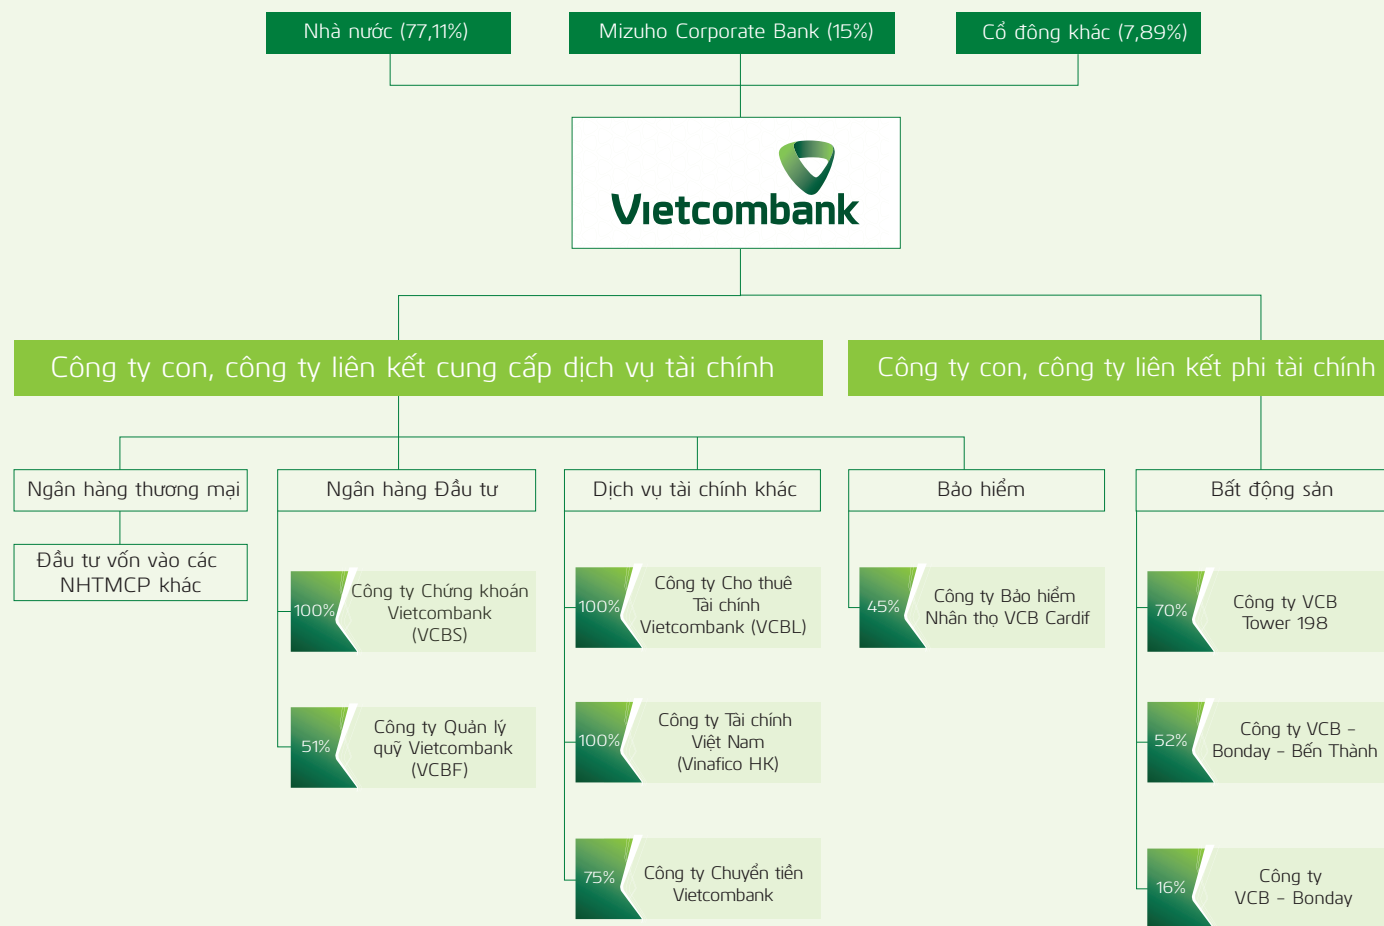 Nhà nước (77,11%)
Mizuho Corporate Bank (15%)
Cổ đông khác (7,89%)
Vietcombank
Công ty con, công ty liên kết cung cấp dịch vụ tài chính
Công ty con, công ty liên kết phi tài chính
Ngân hàng thương mại
Ngân hàng Đầu tư
Dịch vụ tài chính khác
Bảo hiểm
Bất động sản
Đầu tư vốn vào các
NHTMCP khác
100%
Công ty Chứng khoán
Vietcombank
(VCBS)
51%
Công ty Quản lý
quỹ Vietcombank
(VCBF)
100%
Công ty Cho thuê
Tài chính
Vietcombank (VCBL)
100%
Công ty Tài chính
Việt Nam
(Vinafico HK)
75%
Công ty Chuyển tiền
Vietcombank
45%
Công ty Bảo hiểm
Nhân thọ VCB Cardif
70%
Công ty VCB
Tower 198
52%
Công ty VCB –
Bonday – Bến Thành
16%
Công ty
VCB – Bonday